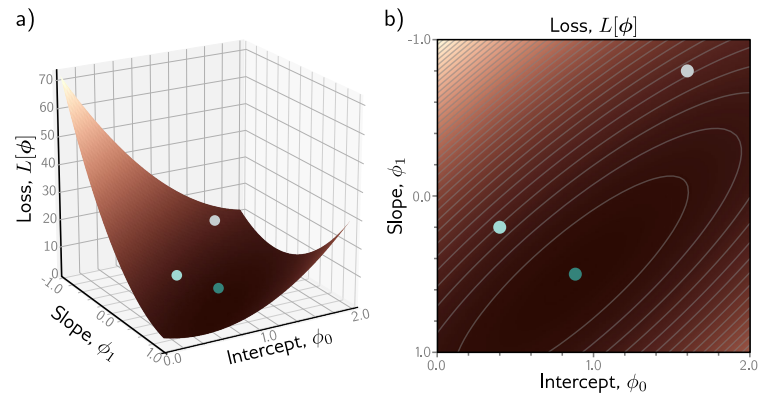 a)
Loss, L[ϕ]
70
60
50
40
30
20
10
0
-1.0
0.0
1.0
Slope, ϕ₁
0.0
1.0
2.0
Intercept, ϕ₀
b)
Loss, L[ϕ]
-1.0
0.0
1.0
Slope, ϕ₁
0.0
1.0
2.0
Intercept, ϕ₀